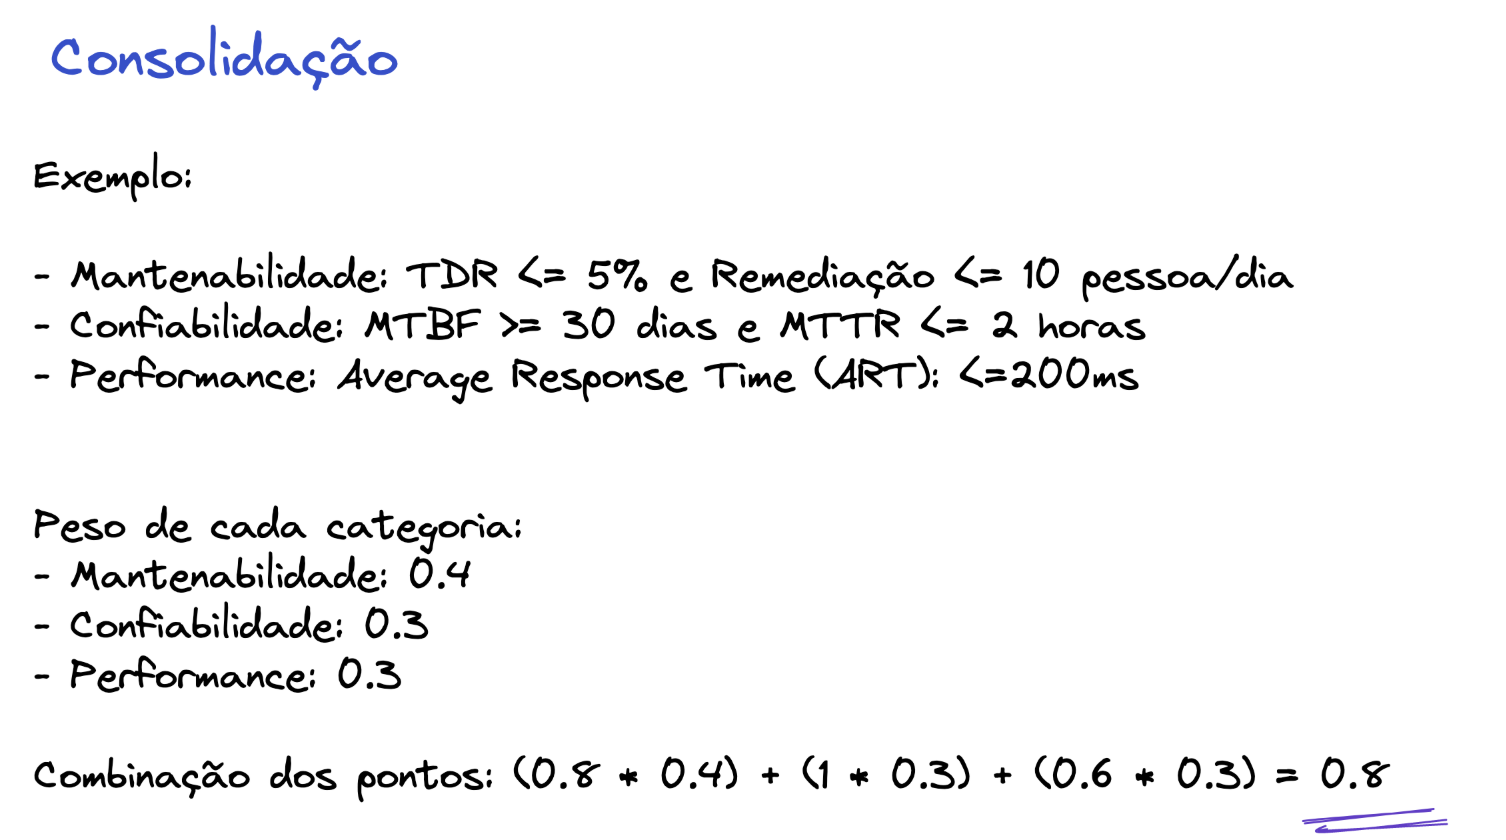 Consolidação
Exemplo:
- Mantenabilidade: TDR <= 5% e Remediação <= 10 pessoa/dia
- Confiabilidade: MTBF >= 30 dias e MTTR <= 2 horas
- Performance: Average Response Time (ART): <=200ms
Peso de cada categoria:
- Mantenabilidade: 0.4
- Confiabilidade: 0.3
- Performance: 0.3
Combinação dos pontos: (0.8 * 0.4) + (1 * 0.3) + (0.6 * 0.3) = 0.8